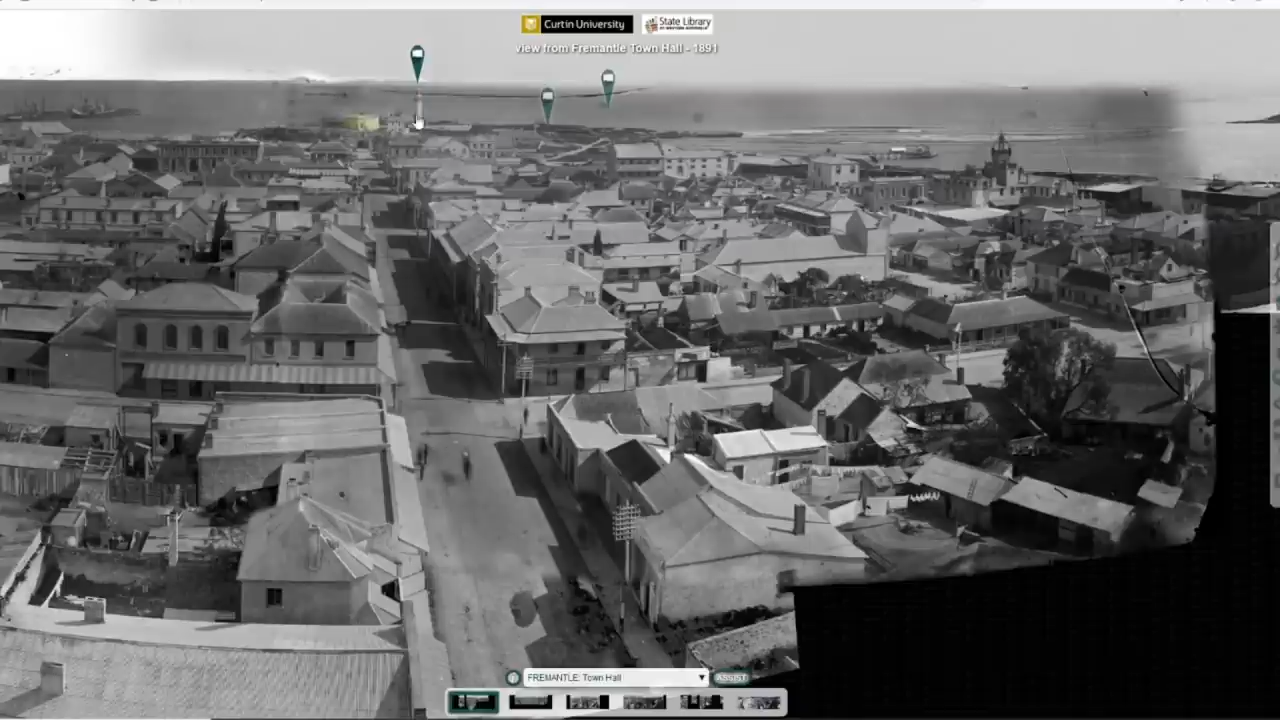 Curtin University
State Library
view from Fremantle Town Hall - 1891
FREMANTLE: Town Hall
ASSIST